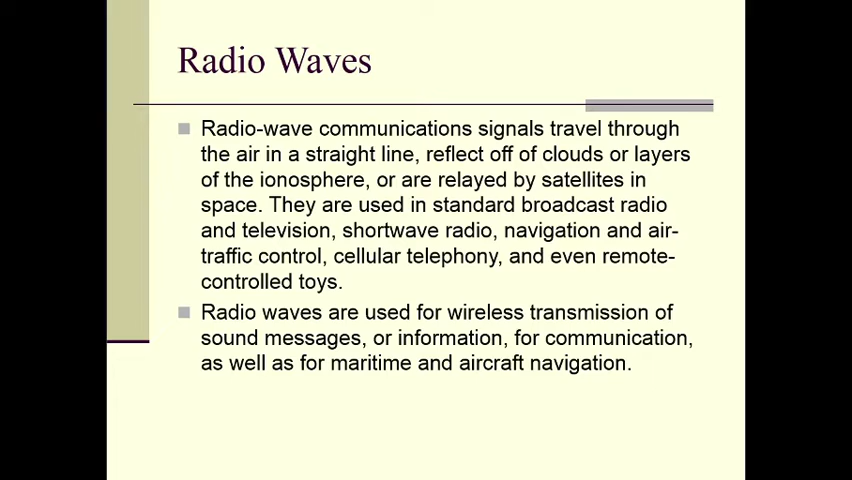 Radio Waves
Radio-wave communications signals travel through
the air in a straight line, reflect off of clouds or layers
of the ionosphere, or are relayed by satellites in
space. They are used in standard broadcast radio
and television, shortwave radio, navigation and air-
traffic control, cellular telephony, and even remote-
controlled toys.
Radio waves are used for wireless transmission of
sound messages, or information, for communication,
as well as for maritime and aircraft navigation.